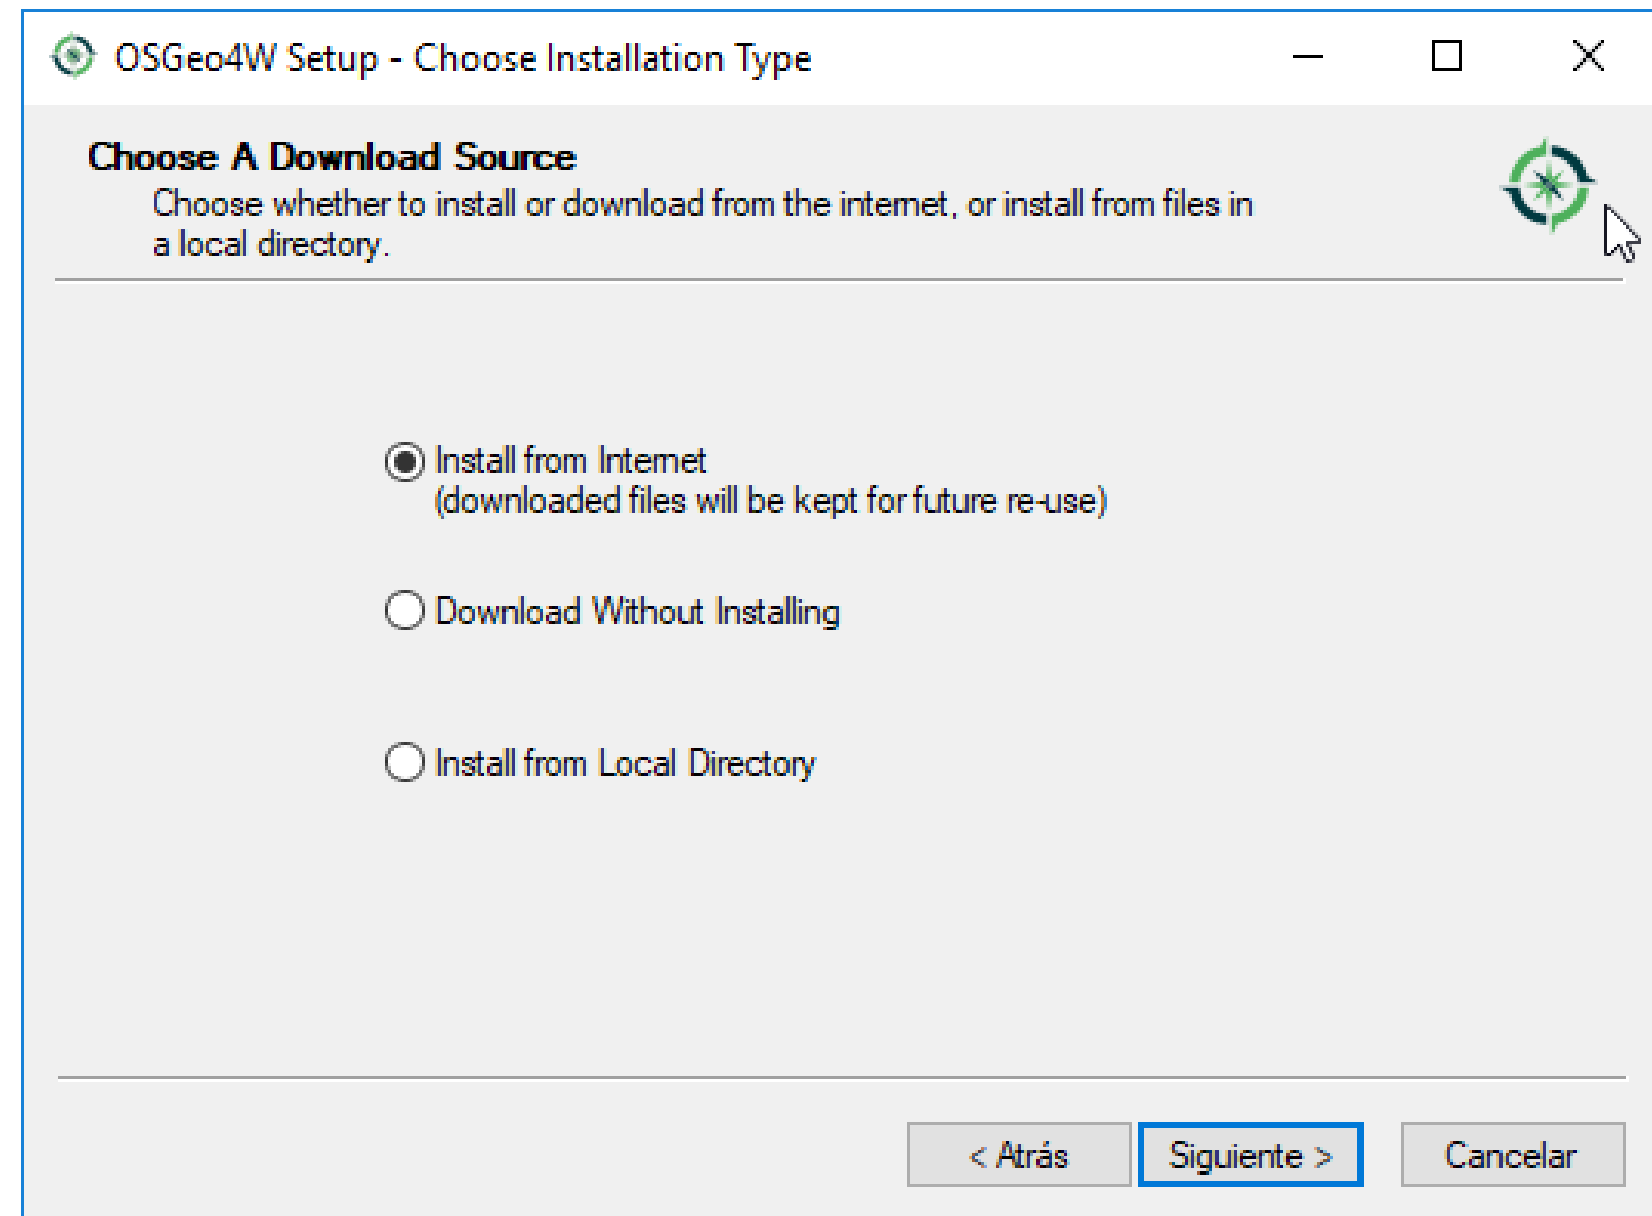 OSGeo4W Setup - Choose Installation Type
Choose A Download Source
Choose whether to install or download from the internet, or install from files in
a local directory.
Install from Internet
(downloaded files will be kept for future re-use)
Download Without Installing
Install from Local Directory
< Atrás
Siguiente >
Cancelar